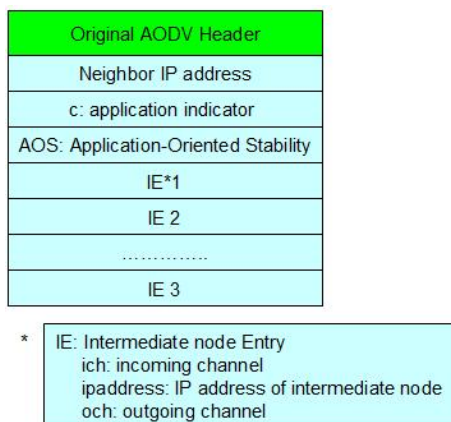 Original AODV Header
Neighbor IP address
c: application indicator
AOS: Application-Oriented Stability
IE*1
IE 2
…………..
IE 3
* IE: Intermediate node Entry
ich: incoming channel
ipaddress: IP address of intermediate node
och: outgoing channel